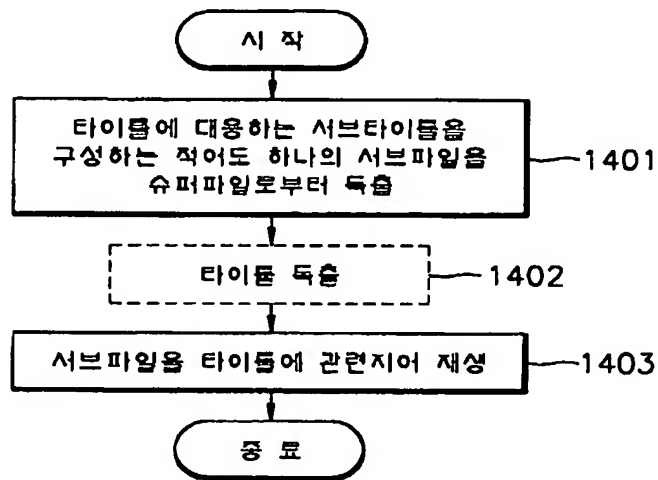 시 작
타이틀에 대응하는 서브타이틀을
구성하는 적어도 하나의 서브파일을
슈퍼파일로부터 독출
1401
타이틀 독출
1402
서브파일을 타이틀에 관련지어 재생
1403
종 료